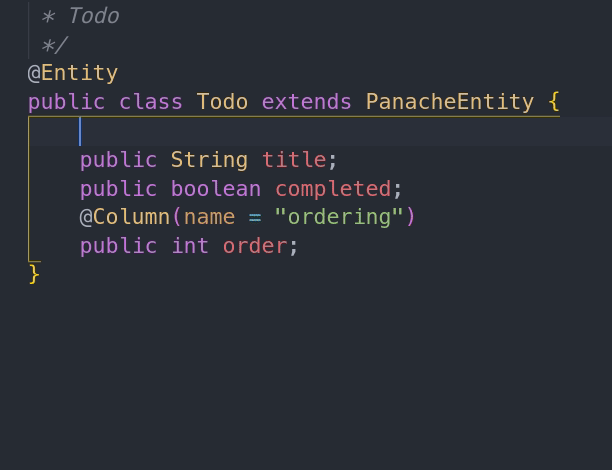 * Todo
*/
@Entity
public class Todo extends PanacheEntity {
public String title;
public boolean completed;
@Column(name = "ordering")
public int order;
}